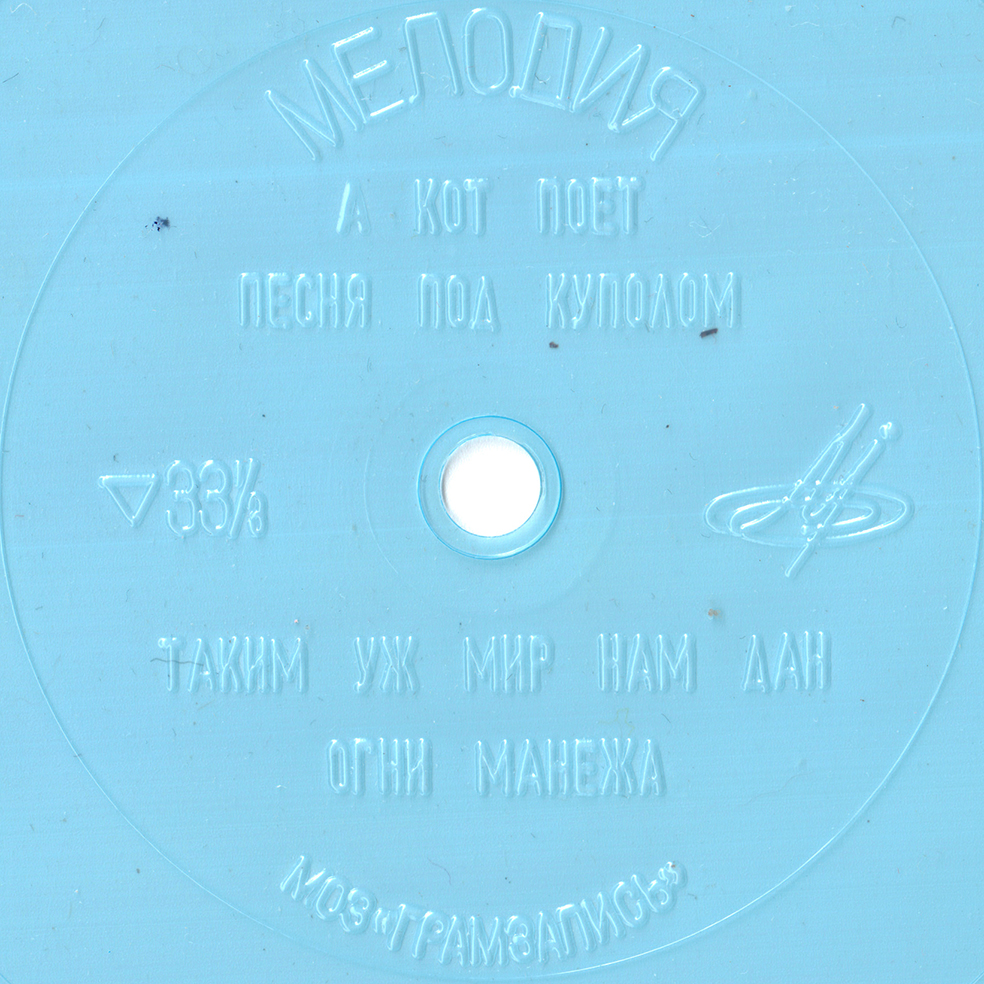 МЕЛОДИЯ
А КОТ ПОЕТ
ПЕСНЯ ПОД КУПОЛОМ
▽33⅓
ТАКИМ УЖ МИР НАМ ДАН
ОГНИ МАНЕЖА
МОЗ«ГРАМЗАПИСЬ»